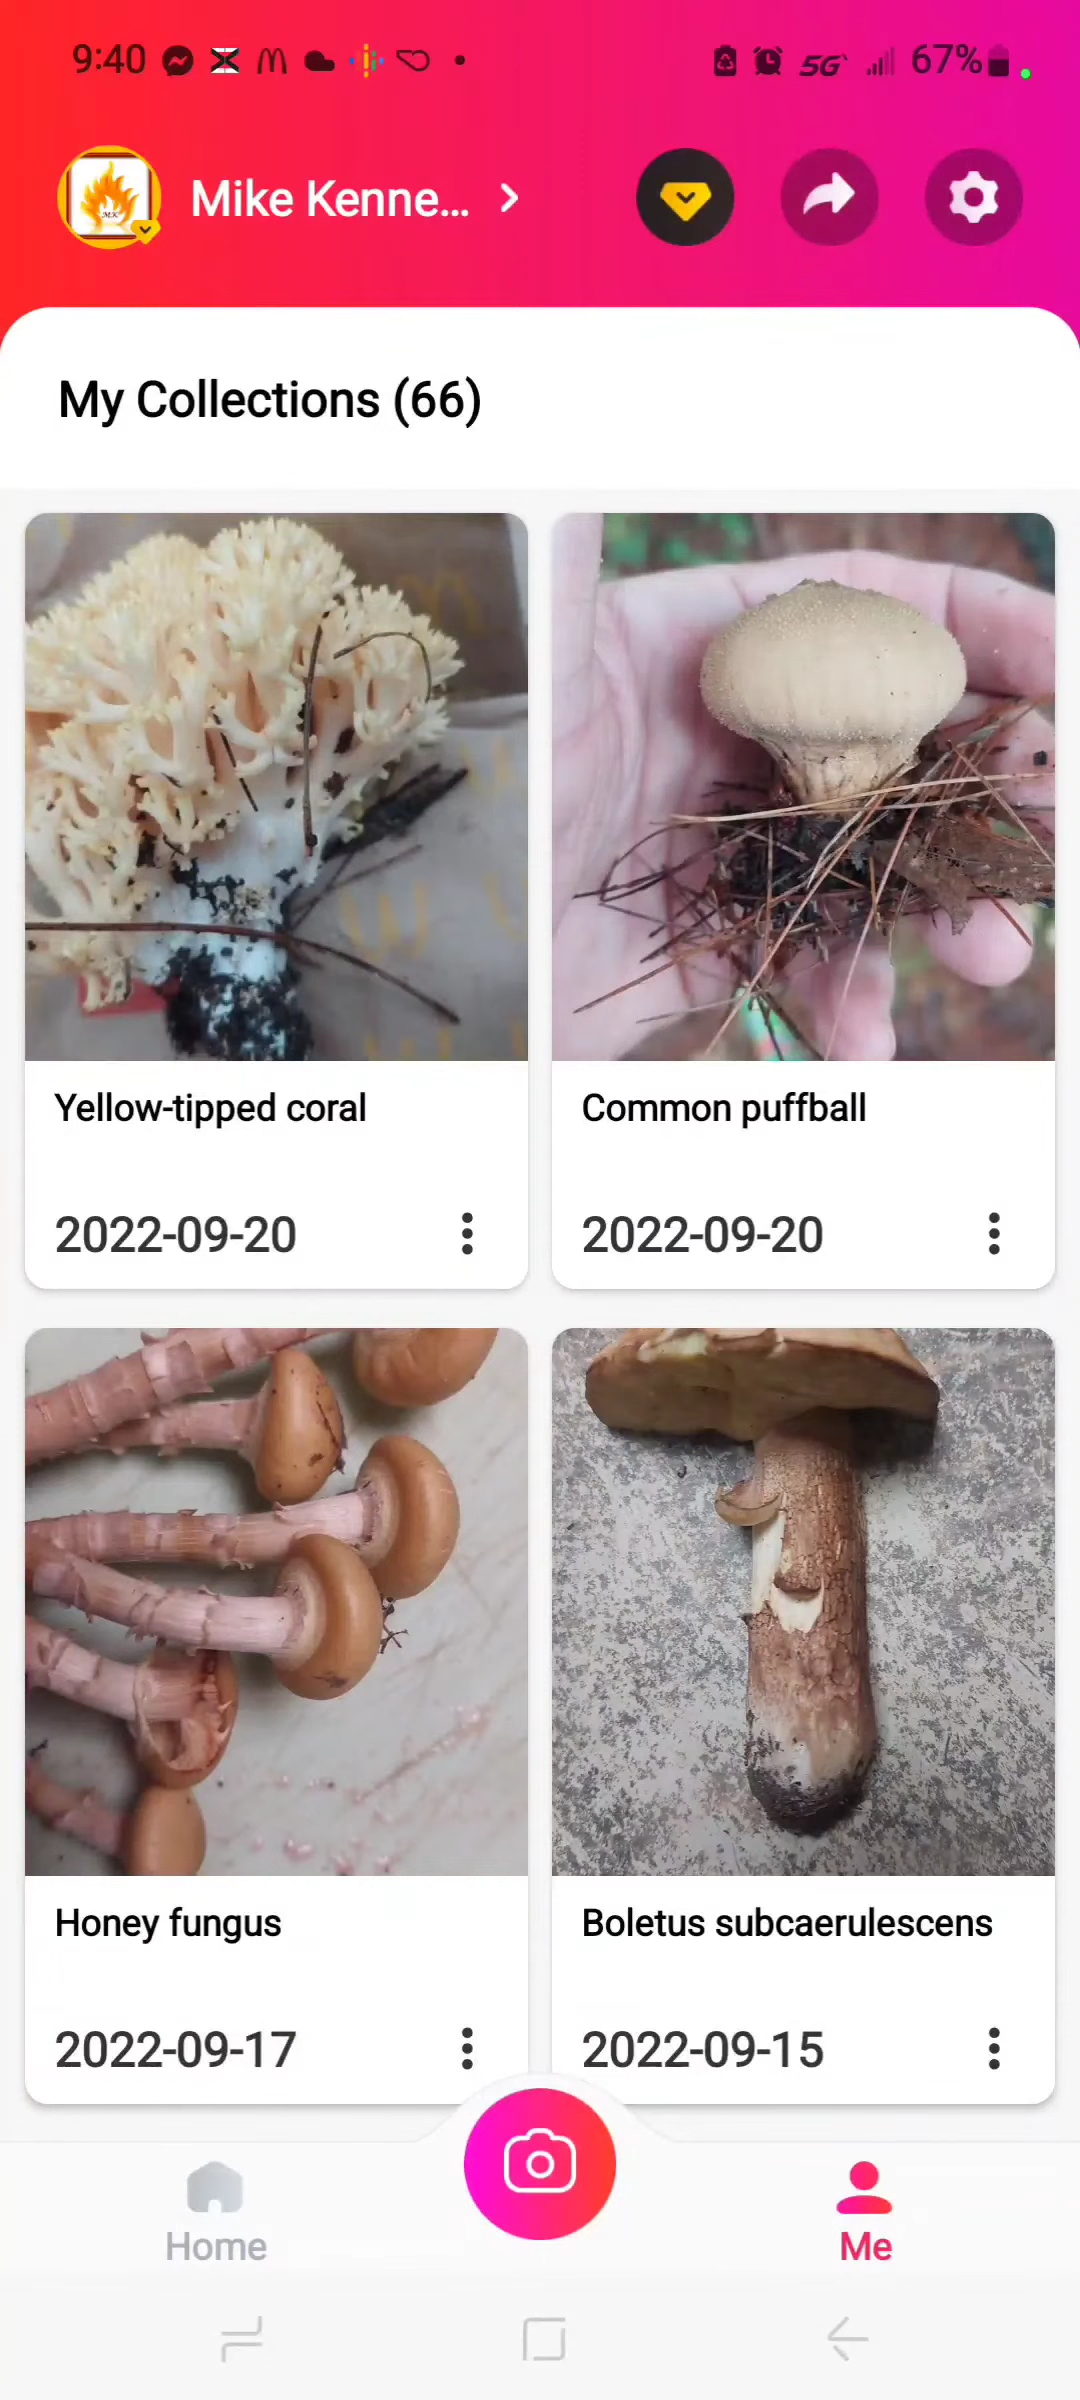 9:40 5G 67%
Mike Kenne...
My Collections (66)
Yellow-tipped coral
Common puffball
2022-09-20
2022-09-20
Honey fungus
Boletus subcaerulescens
2022-09-17
2022-09-15
Home
Me